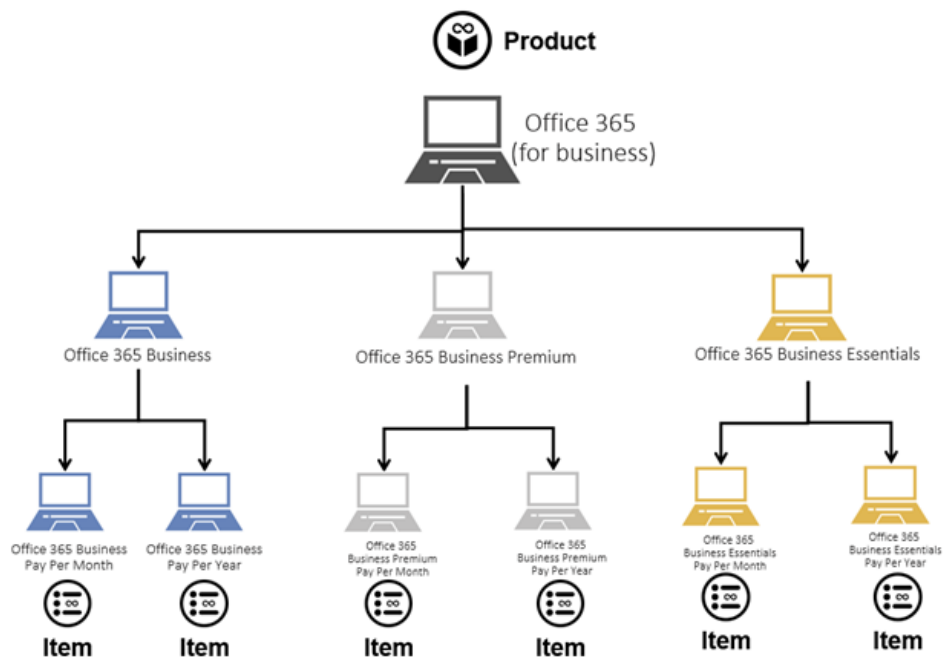 Product
Office 365
(for business)
Office 365 Business
Office 365 Business Premium
Office 365 Business Essentials
Office 365 Business
Pay Per Month
Office 365 Business
Pay Per Year
Office 365
Business Premium
Pay Per Month
Office 365
Business Premium
Pay Per Year
Office 365
Business Essentials
Pay Per Month
Office 365
Business Essentials
Pay Per Year
Item
Item
Item
Item
Item
Item